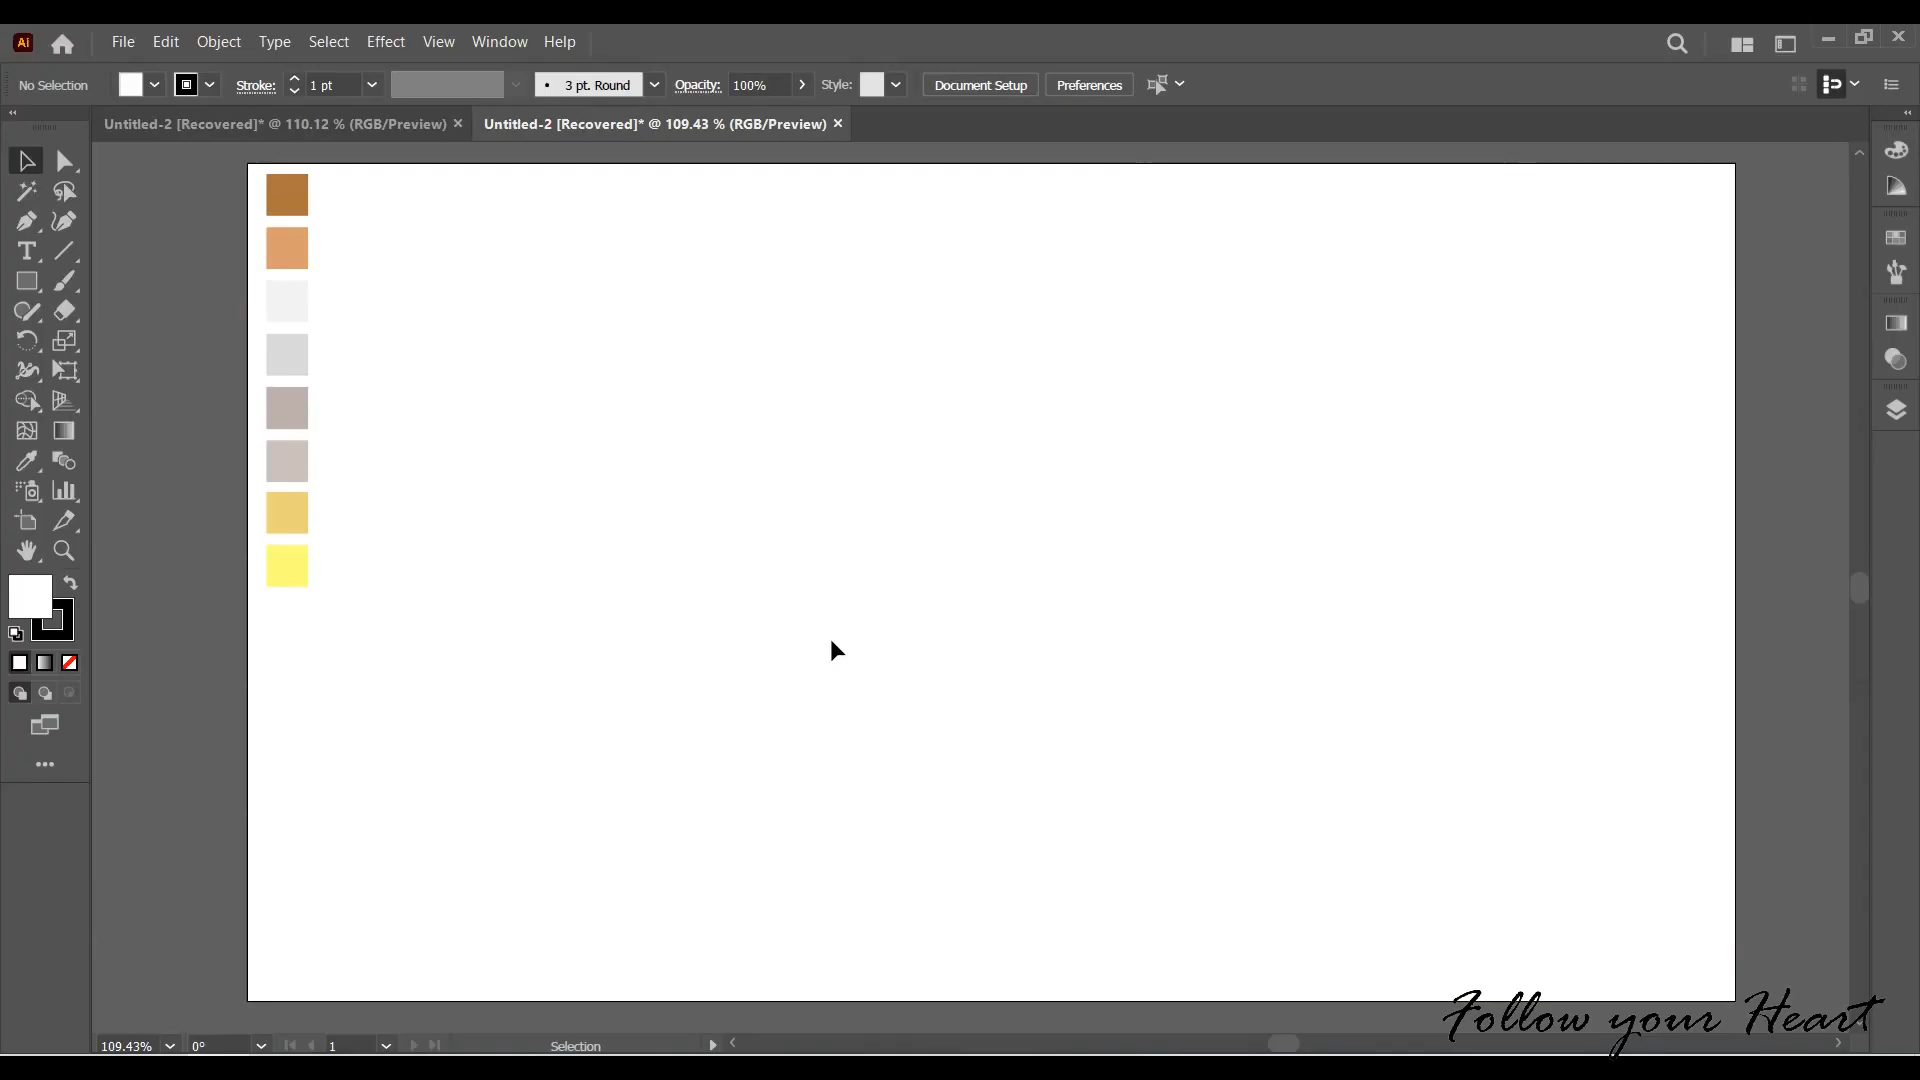 Ai File Edit Object Type Select Effect View Window Help
No Selection Stroke: 1 pt 3 pt. Round Opacity: 100% Style: Document Setup Preferences
Untitled-2 [Recovered]* @ 110.12 % (RGB/Preview) Untitled-2 [Recovered]* @ 109.43 % (RGB/Preview)
Follow your Heart
109.43% 0° 1 Selection